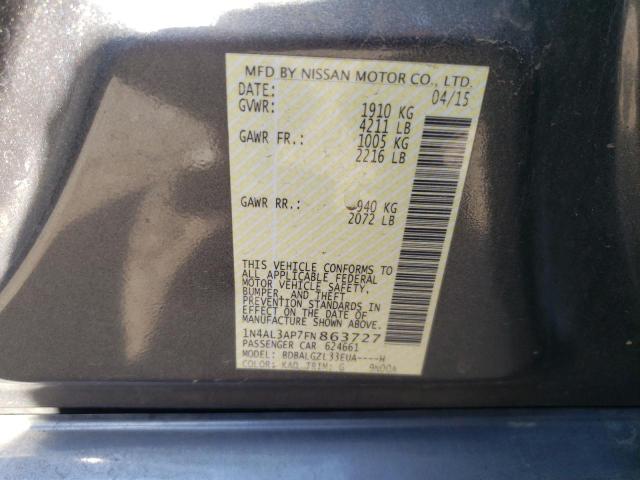 MFD BY NISSAN MOTOR CO., LTD.
DATE: 04/15
GVWR: 1910 KG
4211 LB
GAWR FR.: 1005 KG
2216 LB
GAWR RR.: 940 KG
2072 LB
THIS VEHICLE CONFORMS TO
ALL APPLICABLE FEDERAL
MOTOR VEHICLE SAFETY,
BUMPER, AND THEFT
PREVENTION STANDARDS IN
EFFECT ON THE DATE OF
MANUFACTURE SHOWN ABOVE.
1N4AL3AP7FN863727
PASSENGER CAR 624661
MODEL: BDBALGZL33EUA----H
COLOR: KAD TRIM: G 9N00A